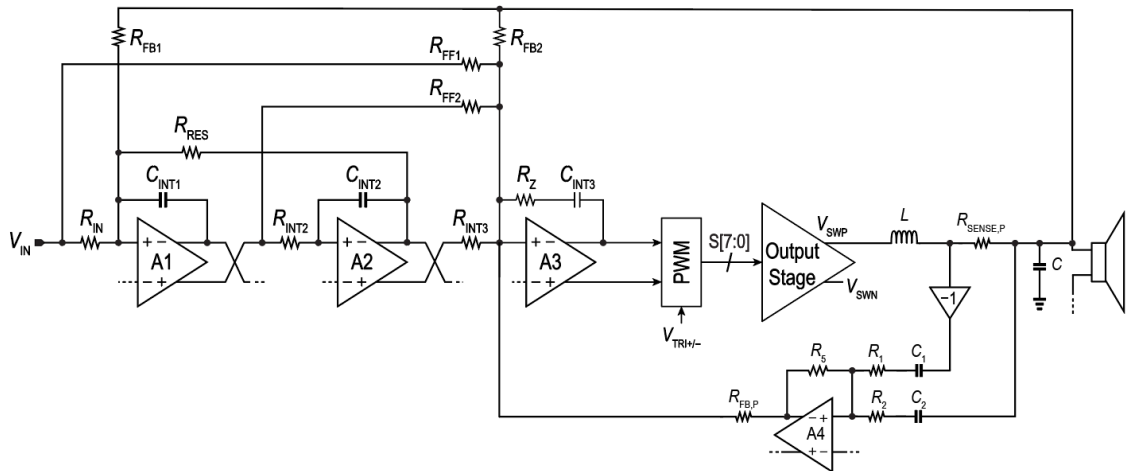 R_FB1
R_FB2
R_FF1
R_FF2
R_RES
C_INT1
C_INT2
R_Z
C_INT3
V_IN
R_IN
R_INT2
R_INT3
+ −
A1
+ −
A2
+ −
A3
PWM
V_TRI+/−
S[7:0]
Output
Stage
V_SWP
V_SWN
L
R_SENSE,P
C
−1
R_5
R_1
C_1
R_2
C_2
R_FB,P
− +
A4
+ −